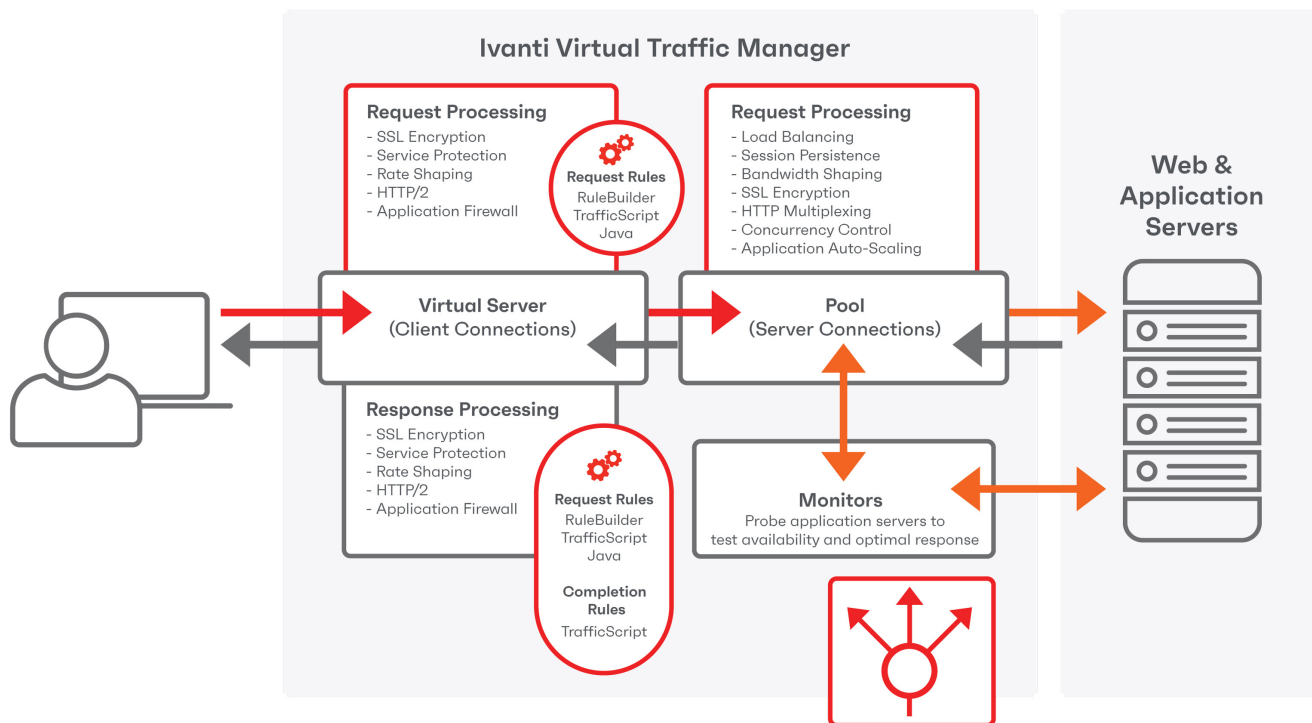 Ivanti Virtual Traffic Manager
Request Processing
- SSL Encryption
- Service Protection
- Rate Shaping
- HTTP/2
- Application Firewall
Request Rules
RuleBuilder
TrafficScript
Java
Request Processing
- Load Balancing
- Session Persistence
- Bandwidth Shaping
- SSL Encryption
- HTTP Multiplexing
- Concurrency Control
- Application Auto-Scaling
Web &
Application
Servers
Virtual Server
(Client Connections)
Pool
(Server Connections)
Response Processing
- SSL Encryption
- Service Protection
- Rate Shaping
- HTTP/2
- Application Firewall
Request Rules
RuleBuilder
TrafficScript
Java
Completion
Rules
TrafficScript
Monitors
Probe application servers to
test availability and optimal response